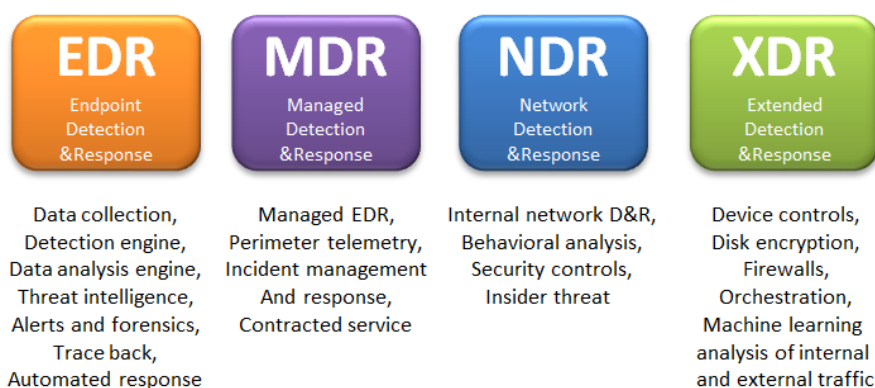 EDR
Endpoint
Detection
&Response
Data collection,
Detection engine,
Data analysis engine,
Threat intelligence,
Alerts and forensics,
Trace back,
Automated response
MDR
Managed
Detection
&Response
Managed EDR,
Perimeter telemetry,
Incident management
And response,
Contracted service
NDR
Network
Detection
&Response
Internal network D&R,
Behavioral analysis,
Security controls,
Insider threat
XDR
Extended
Detection
&Response
Device controls,
Disk encryption,
Firewalls,
Orchestration,
Machine learning
analysis of internal
and external traffic